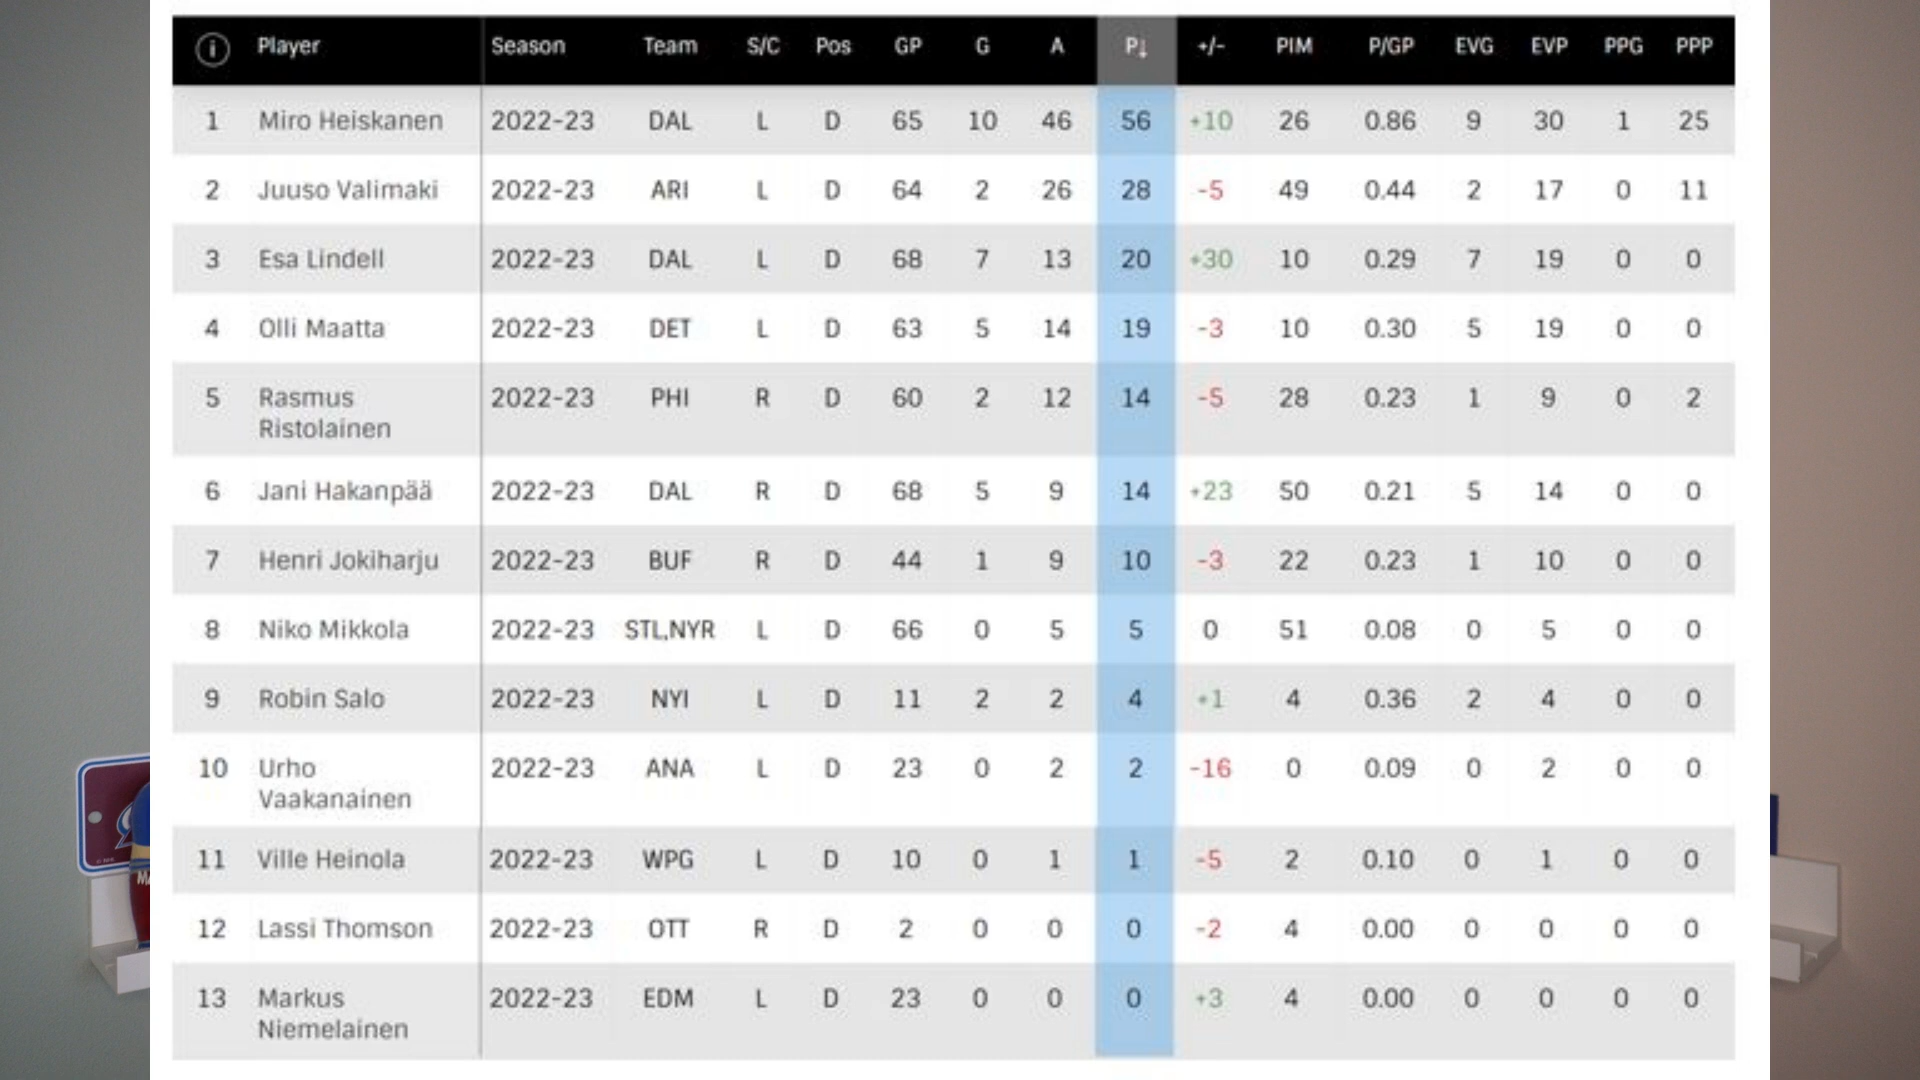 i Player Season Team S/C Pos GP G A P↓ +/- PIM P/GP EVG EVP PPG PPP
1 Miro Heiskanen 2022-23 DAL L D 65 10 46 56 +10 26 0.86 9 30 1 25
2 Juuso Valimaki 2022-23 ARI L D 64 2 26 28 -5 49 0.44 2 17 0 11
3 Esa Lindell 2022-23 DAL L D 68 7 13 20 +30 10 0.29 7 19 0 0
4 Olli Maatta 2022-23 DET L D 63 5 14 19 -3 10 0.30 5 19 0 0
5 Rasmus 2022-23 PHI R D 60 2 12 14 -5 28 0.23 1 9 0 2
Ristolainen
6 Jani Hakanpää 2022-23 DAL R D 68 5 9 14 +23 50 0.21 5 14 0 0
7 Henri Jokiharju 2022-23 BUF R D 44 1 9 10 -3 22 0.23 1 10 0 0
8 Niko Mikkola 2022-23 STL,NYR L D 66 0 5 5 0 51 0.08 0 5 0 0
9 Robin Salo 2022-23 NYI L D 11 2 2 4 +1 4 0.36 2 4 0 0
10 Urho 2022-23 ANA L D 23 0 2 2 -16 0 0.09 0 2 0 0
Vaakanainen
11 Ville Heinola 2022-23 WPG L D 10 0 1 1 -5 2 0.10 0 1 0 0
12 Lassi Thomson 2022-23 OTT R D 2 0 0 0 -2 4 0.00 0 0 0 0
13 Markus 2022-23 EDM L D 23 0 0 0 +3 4 0.00 0 0 0 0
Niemelainen